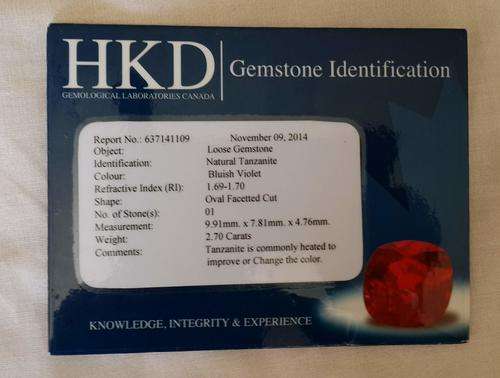 HKD
GEMOLOGICAL LABORATORIES CANADA
Gemstone Identification
Report No.: 637141109 November 09, 2014
Object: Loose Gemstone
Identification: Natural Tanzanite
Colour: Bluish Violet
Refractive Index (RI): 1.69-1.70
Shape: Oval Facetted Cut
No. of Stone(s): 01
Measurement: 9.91mm. x 7.81mm. x 4.76mm.
Weight: 2.70 Carats
Comments: Tanzanite is commonly heated to
improve or Change the color.
KNOWLEDGE, INTEGRITY & EXPERIENCE